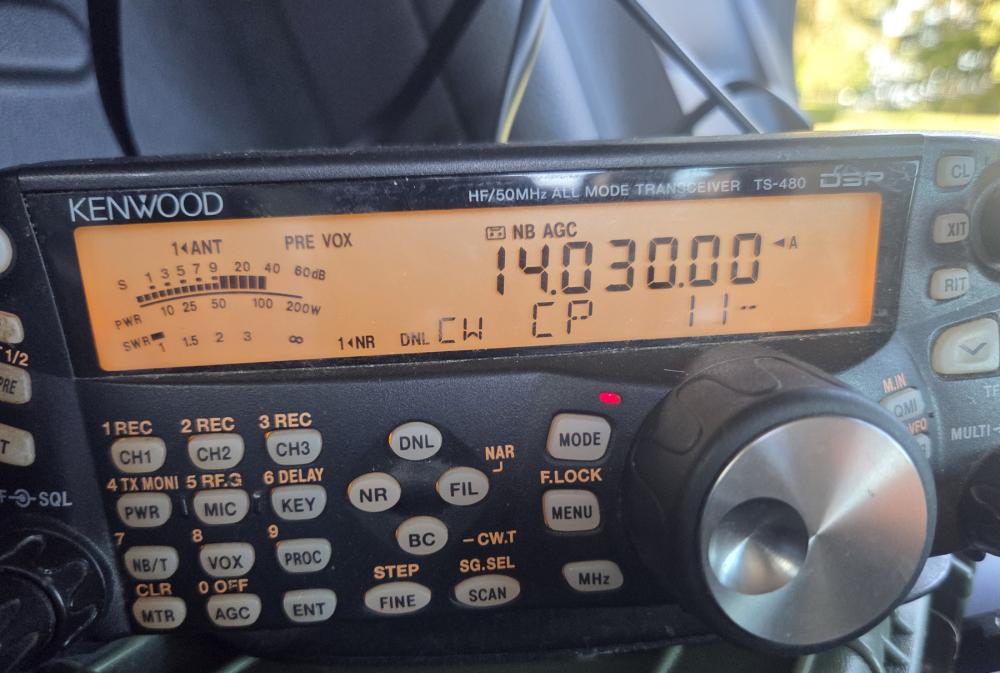 KENWOOD
HF/50MHz ALL MODE TRANSCEIVER TS-480 DSP
1◄ANT PRE VOX NB AGC
S 1 3 5 7 9 20 40 60dB
14.030.00 ◄A
PWR 10 25 50 100 200W
SWR 1 1.5 2 3 ∞
1◄NR DNL CW CP 11--
CL
XIT
RIT
1/2
PRE
T
SQL
1 REC 2 REC 3 REC
CH1 CH2 CH3
4 TX MONI 5 RF.G 6 DELAY
PWR MIC KEY
7 8 9
NB/T VOX PROC
CLR 0 OFF
MTR AGC ENT
DNL
NAR
NR FIL
BC
– CW.T
STEP SG.SEL
FINE SCAN
MODE
F.LOCK
MENU
MHz
M.IN
QMI
MULTI